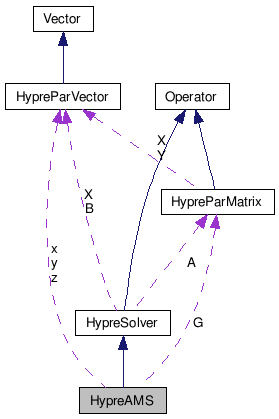 Vector
HypreParVector
Operator
X
Y
X
B
HypreParMatrix
x
y
z
A
G
HypreSolver
HypreAMS